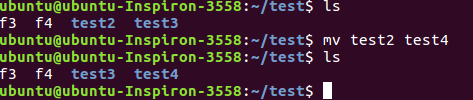 ubuntu@ubuntu-Inspiron-3558:~/test$ ls
f3  f4  test2  test3
ubuntu@ubuntu-Inspiron-3558:~/test$ mv test2 test4
ubuntu@ubuntu-Inspiron-3558:~/test$ ls
f3  f4  test3  test4
ubuntu@ubuntu-Inspiron-3558:~/test$